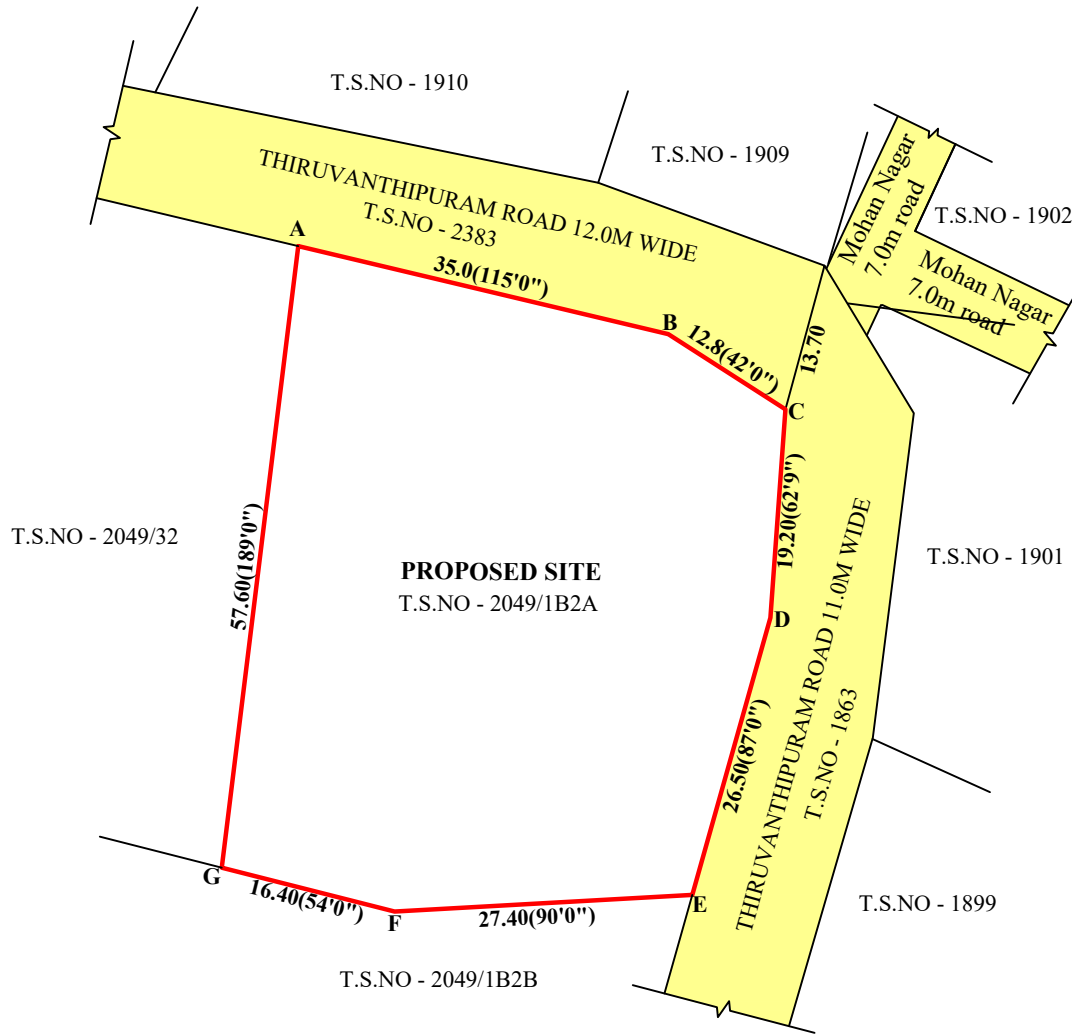 T.S.NO - 1910
T.S.NO - 1909
THIRUVANTHIPURAM ROAD 12.0M WIDE
T.S.NO - 2383
Mohan Nagar
7.0m road
T.S.NO - 1902
Mohan Nagar
7.0m road
A
35.0(115'0")
B
12.8(42'0")
13.70
C
19.20(62'9")
T.S.NO - 2049/32
57.60(189'0")
PROPOSED SITE
T.S.NO - 2049/1B2A
T.S.NO - 1901
D
THIRUVANTHIPURAM ROAD 11.0M WIDE
T.S.NO - 1863
26.50(87'0")
G
16.40(54'0")
F
27.40(90'0")
E
T.S.NO - 1899
T.S.NO - 2049/1B2B